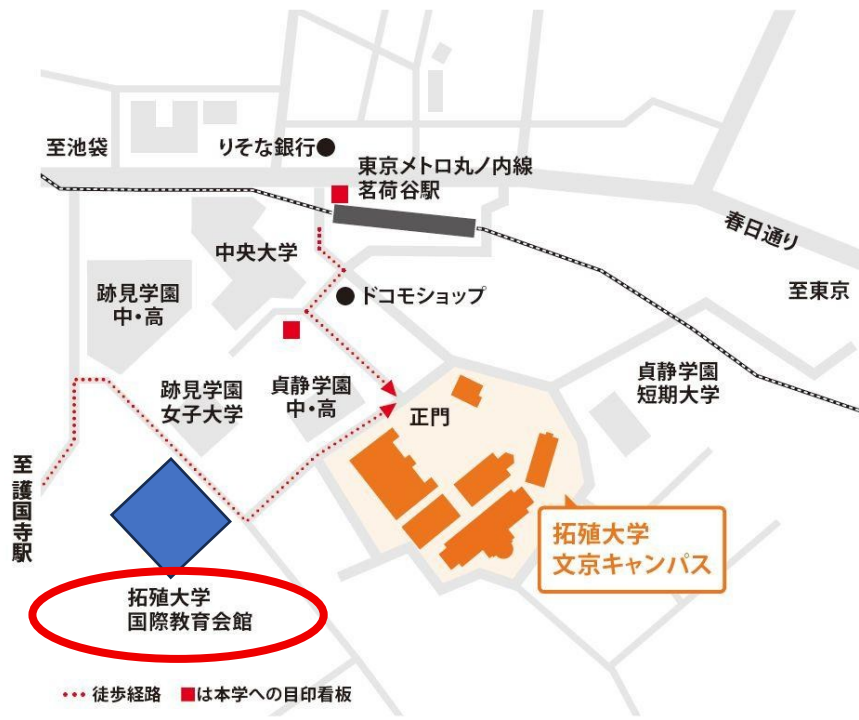 至池袋
りそな銀行
東京メトロ丸ノ内線
茗荷谷駅
春日通り
中央大学
至東京
跡見学園
中・高
ドコモショップ
跡見学園
女子大学
貞静学園
中・高
貞静学園
短期大学
正門
至護国寺駅
拓殖大学
文京キャンパス
拓殖大学
国際教育会館
徒歩経路
は本学への目印看板